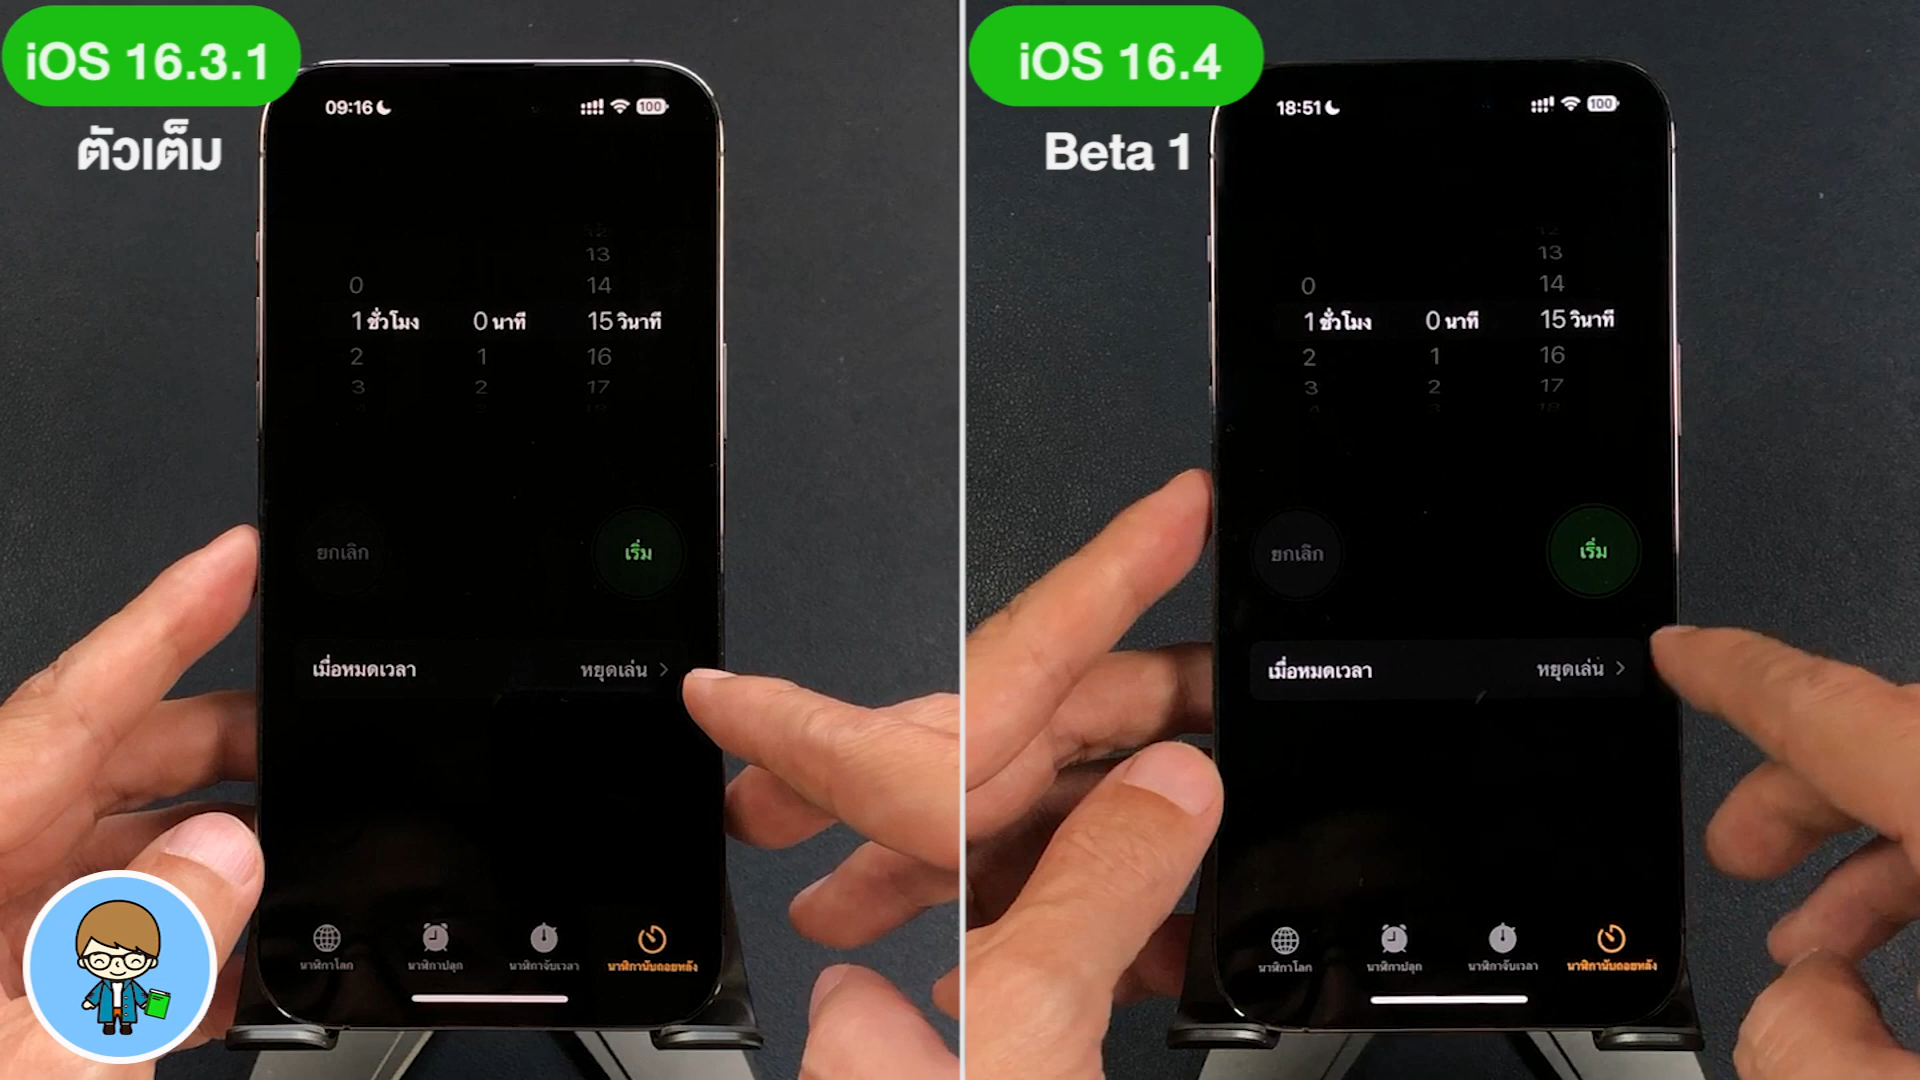 iOS 16.3.1
ตัวเต็ม
09:16
100
12
13
0
14
1 ชั่วโมง 0 นาที 15 วินาที
2 1 16
3 2 17
4 3 18
ยกเลิก เริ่ม
เมื่อหมดเวลา หยุดเล่น
นาฬิกาโลก นาฬิกาปลุก นาฬิกาจับเวลา นาฬิกานับถอยหลัง
iOS 16.4
Beta 1
18:51
100
12
13
0
14
1 ชั่วโมง 0 นาที 15 วินาที
2 1 16
3 2 17
4 3 18
ยกเลิก เริ่ม
เมื่อหมดเวลา หยุดเล่น
นาฬิกาโลก นาฬิกาปลุก นาฬิกาจับเวลา นาฬิกานับถอยหลัง